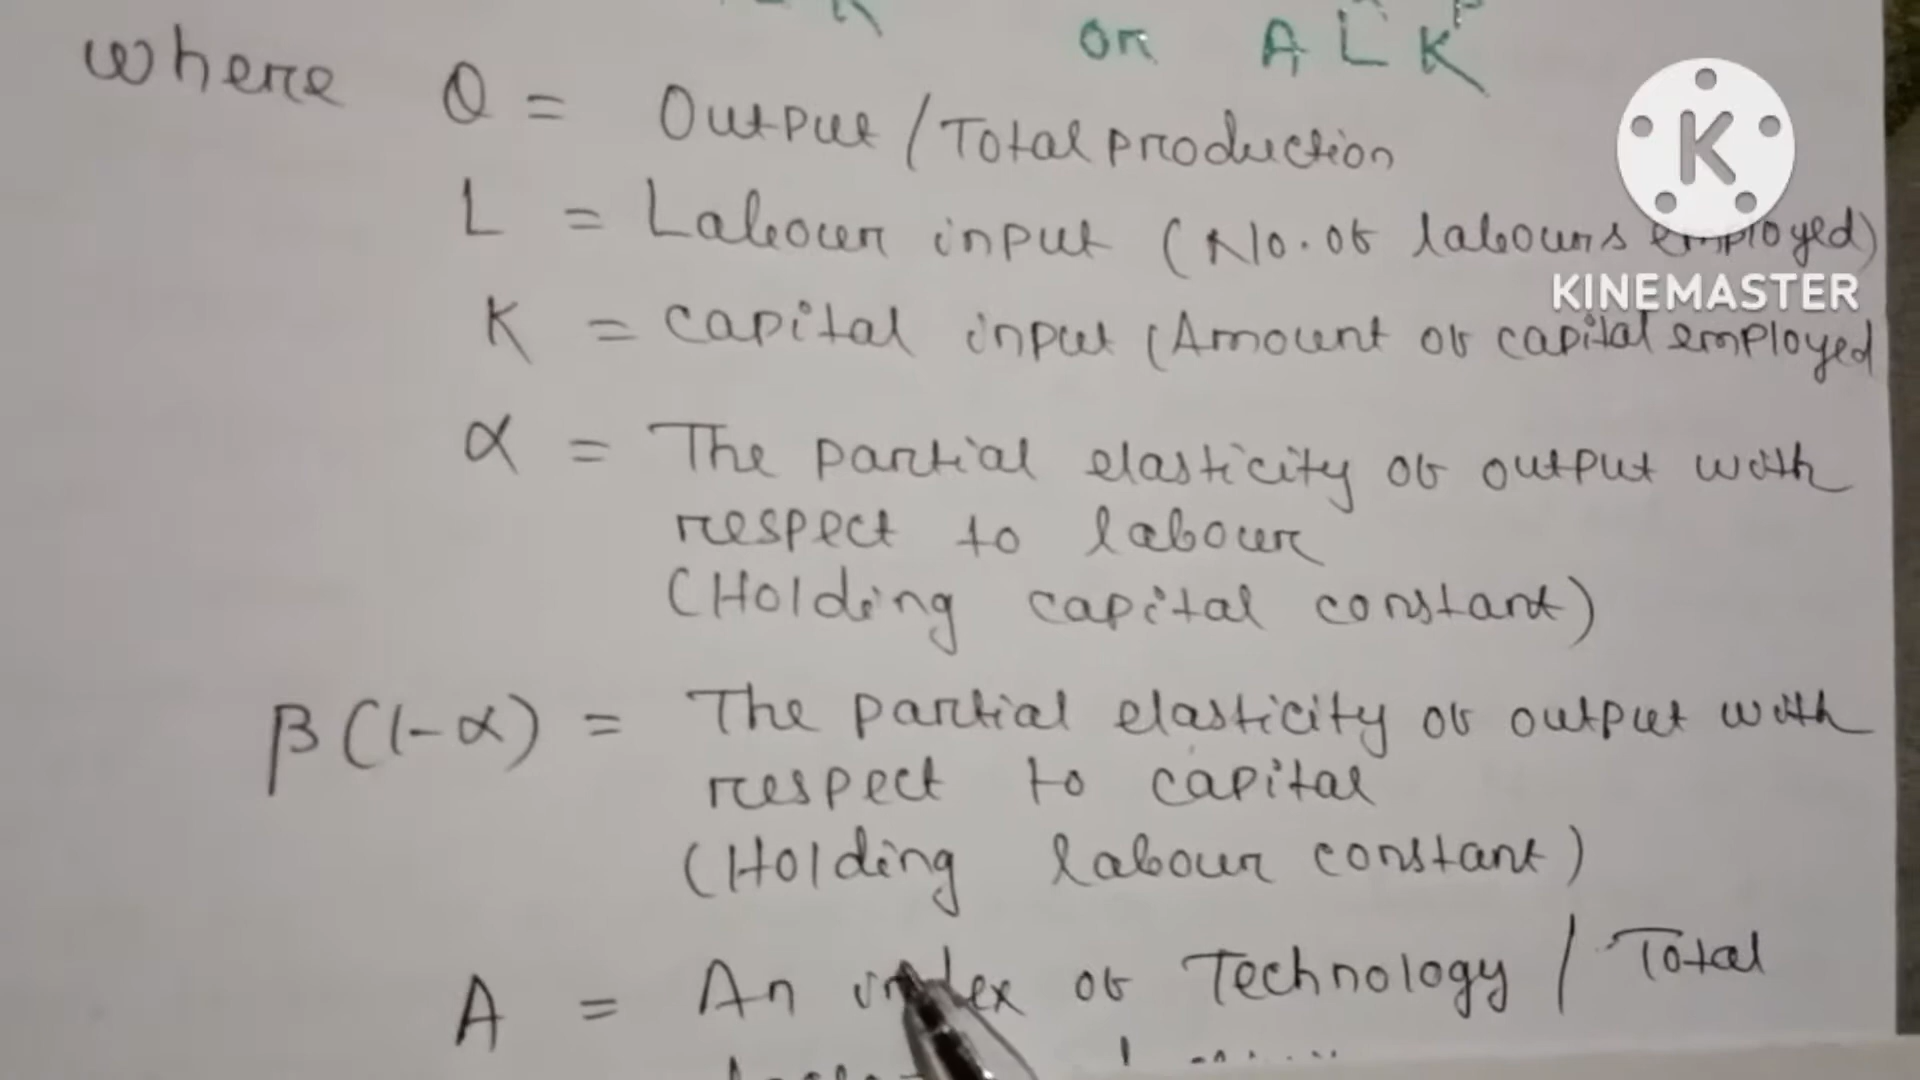 or A L K
where Q = Output / Total production
L = Labour input (No. of labours employed)
K = capital input (Amount of capital employed
α = The partial elasticity of output with
respect to labour
(Holding capital constant)
β (1-α) = The partial elasticity of output with
respect to capital
(Holding labour constant)
A = An index of Technology / Total
K
KINEMASTER